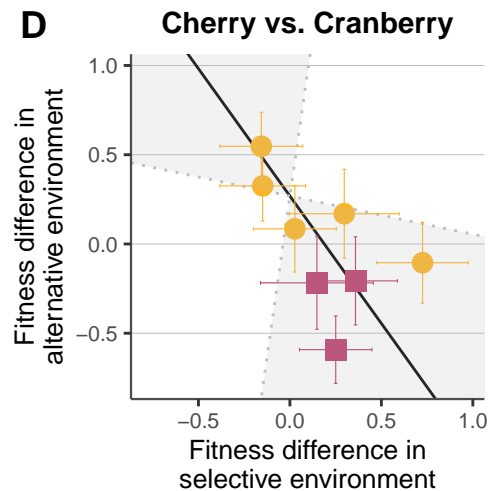 D
Cherry vs. Cranberry
Fitness difference in
alternative environment
1.0
0.5
0.0
−0.5
−0.5
0.0
0.5
1.0
Fitness difference in
selective environment